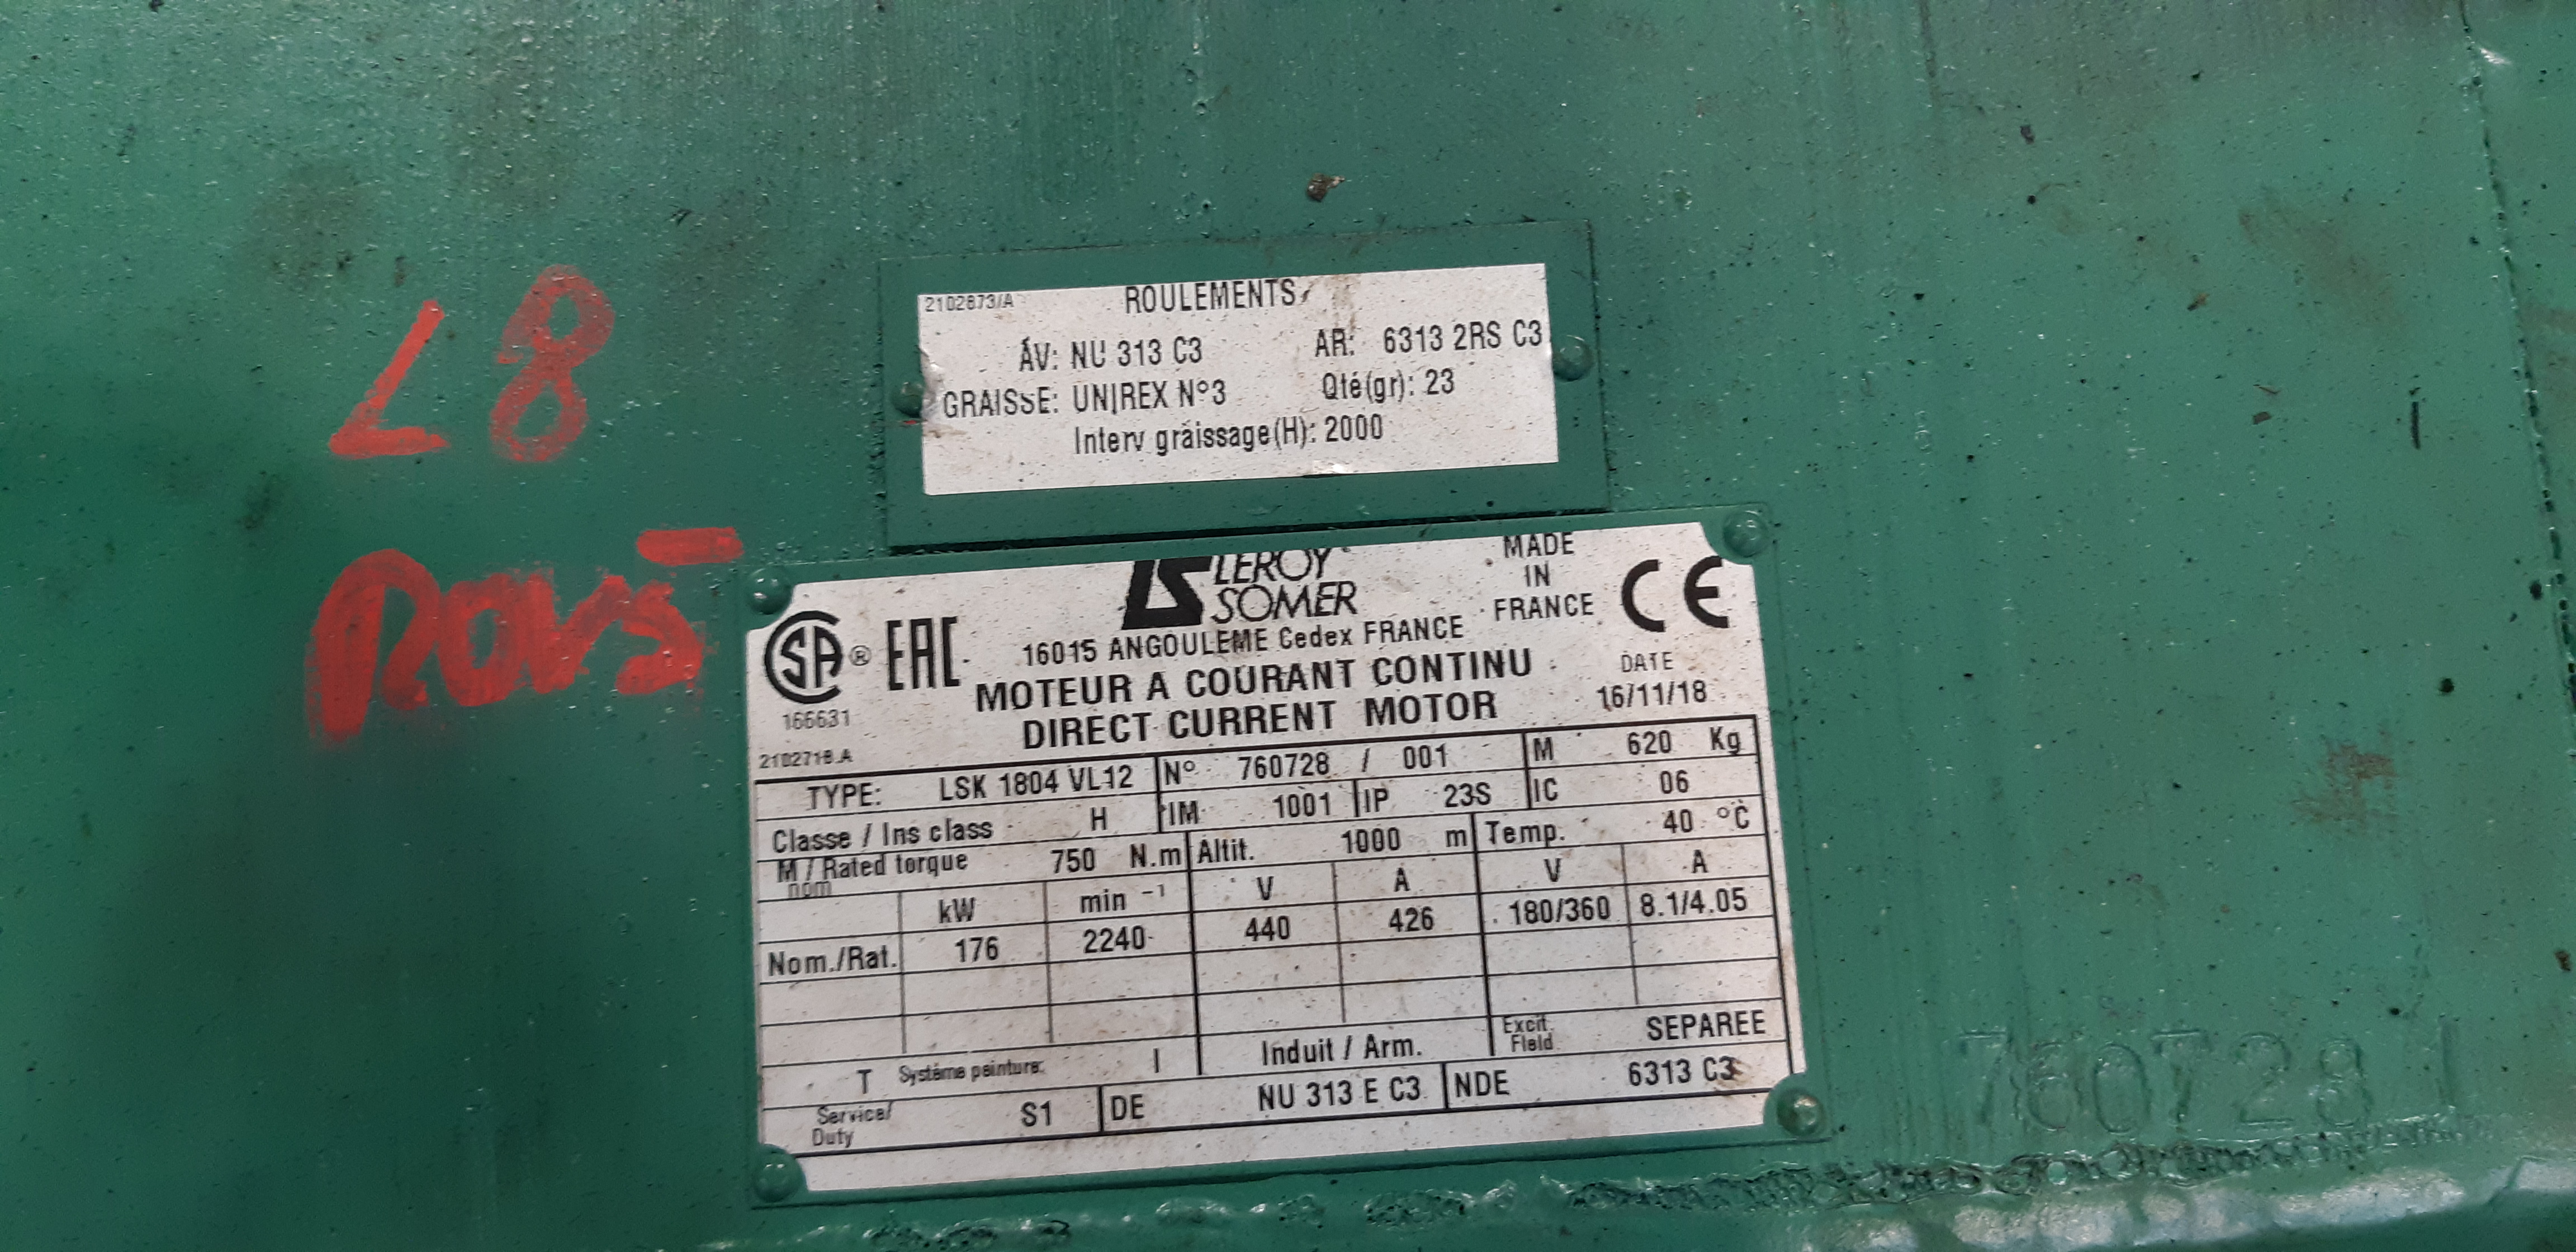 L8
2102873/A ROULEMENTS
AV: NU 313 C3 AR: 6313 2RS C3
GRAISSE: UNIREX N°3 Qté(gr): 23
Interv graissage(H): 2000
LEROY
SOMER
MADE
IN
FRANCE
CE
SA ® EAC
166631
16015 ANGOULEME Cedex FRANCE
MOTEUR A COURANT CONTINU
DIRECT CURRENT MOTOR
DATE
16/11/18
2102718.A
TYPE: LSK 1804 VL12 N° 760728 / 001 M 620 Kg
Classe / Ins class H IM 1001 IP 23S IC 06
M nom / Rated torque 750 N.m Altit. 1000 m Temp. 40 °C
kW min -1 V A V A
Nom./Rat. 176 2240 440 426 180/360 8.1/4.05
T Système peinture: I Induit / Arm. Excit. Field SEPAREE
Service/ Duty S1 DE NU 313 E C3 NDE 6313 C3
760728 1